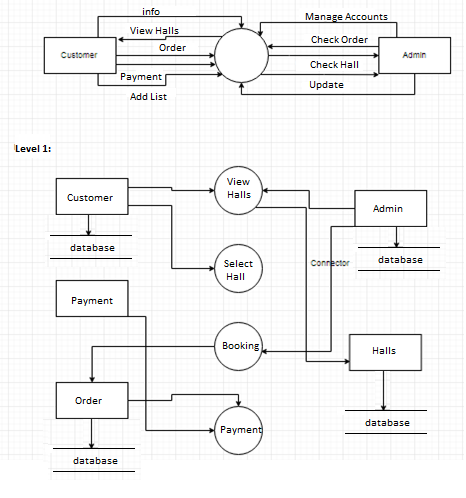 info
Manage Accounts
View Halls
Order
Check Order
Customer
Admin
Check Hall
Payment
Update
Add List
Level 1:
View
Halls
Customer
Admin
database
database
Select
Hall
Connector
Payment
Booking
Halls
Order
Payment
database
database